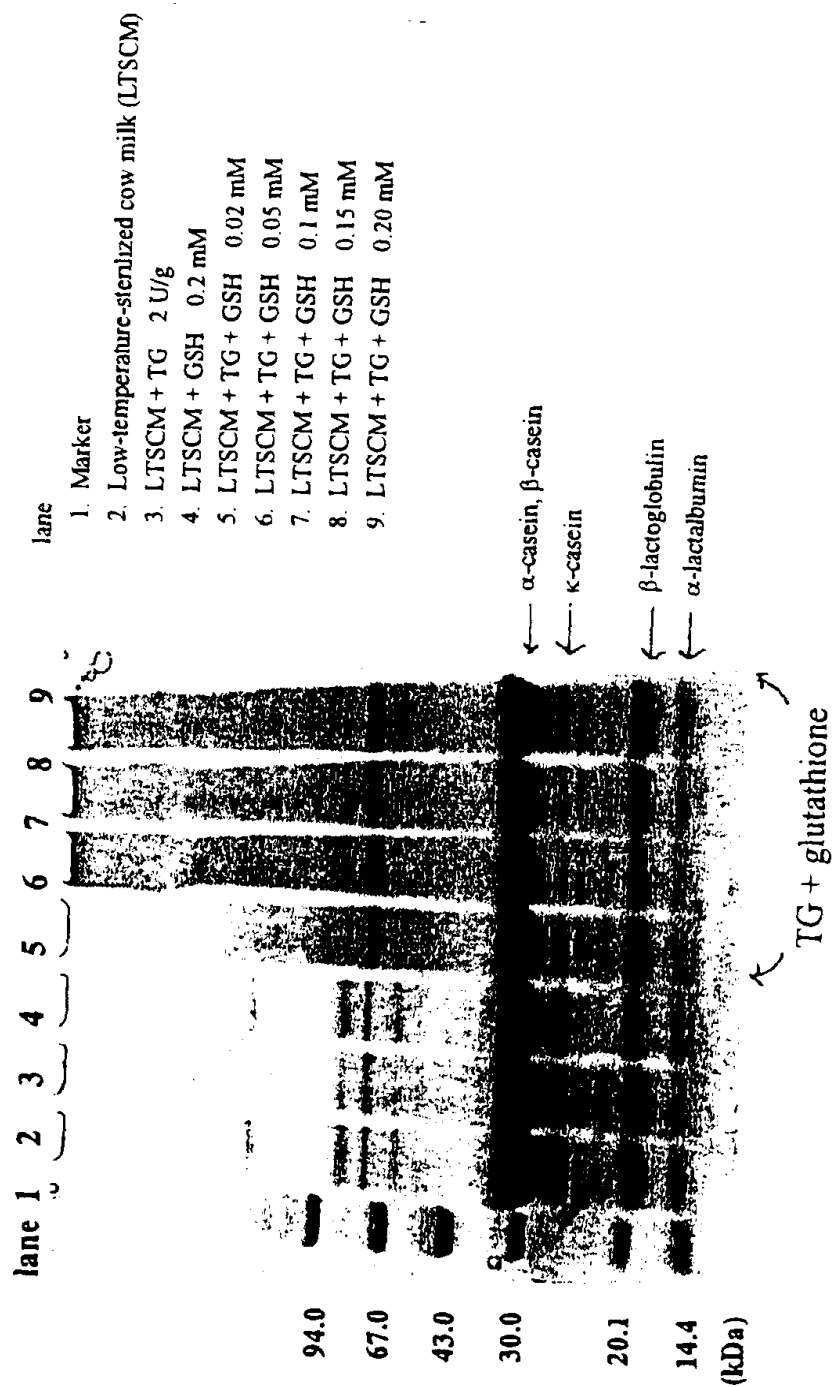 lane
1. Marker
2. Low-temperature-sterilized cow milk (LTSCM)
3. LTSCM + TG 2 U/g
4. LTSCM + GSH 0.2 mM
5. LTSCM + TG + GSH 0.02 mM
6. LTSCM + TG + GSH 0.05 mM
7. LTSCM + TG + GSH 0.1 mM
8. LTSCM + TG + GSH 0.15 mM
9. LTSCM + TG + GSH 0.20 mM
lane 1 2 3 4 5 6 7 8 9
94.0
67.0
43.0
30.0
20.1
14.4
(kDa)
← α-casein, β-casein
← κ-casein
← β-lactoglobulin
← α-lactalbumin
TG + glutathione